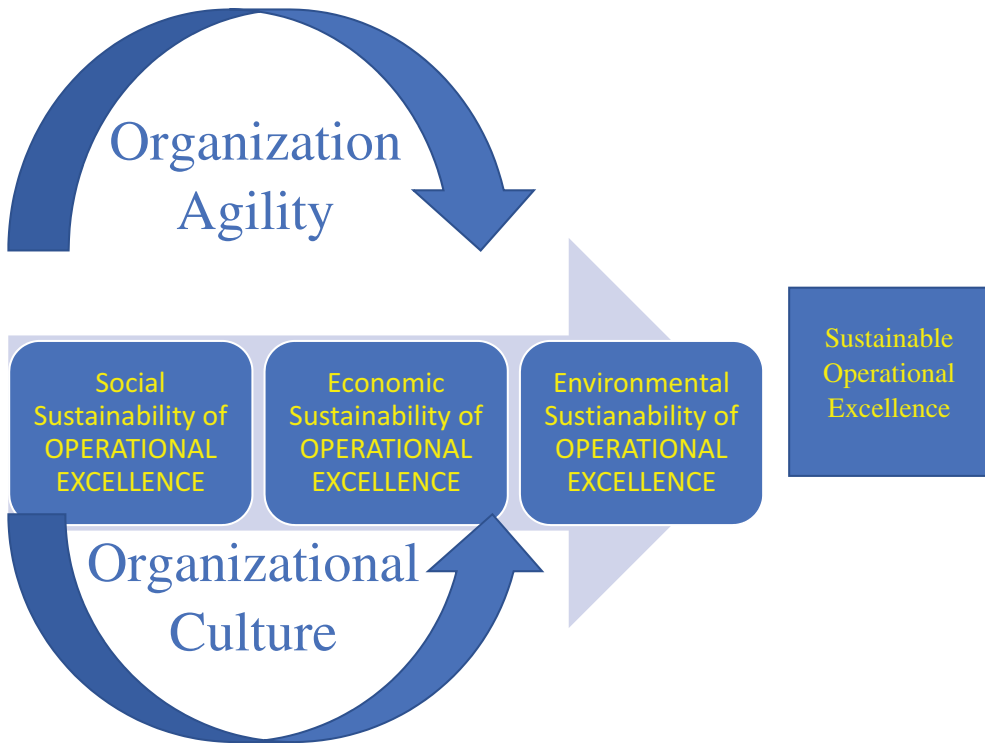 Organization
Agility
Social
Sustainability of
OPERATIONAL
EXCELLENCE
Economic
Sustainability of
OPERATIONAL
EXCELLENCE
Environmental
Sustianability of
OPERATIONAL
EXCELLENCE
Sustainable
Operational
Excellence
Organizational
Culture